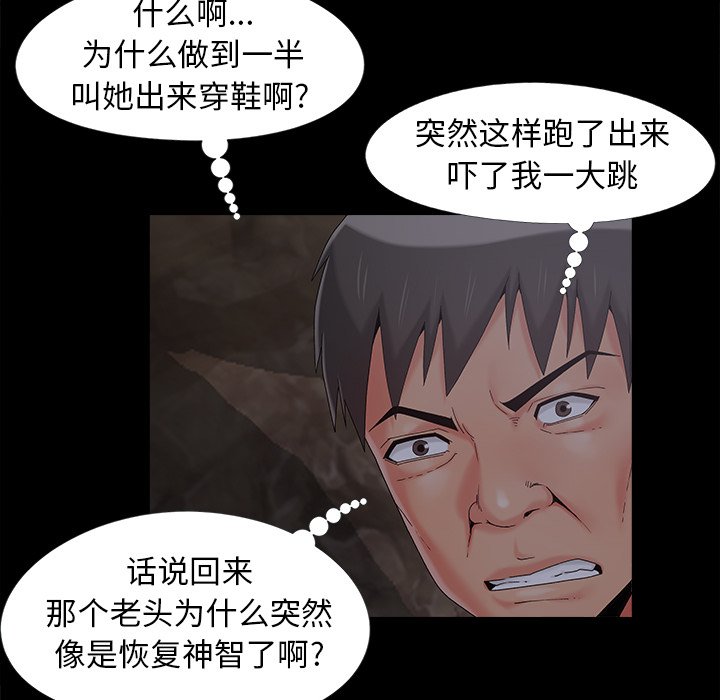 什么啊...
为什么做到一半
叫她出来穿鞋啊?
突然这样跑了出来
吓了我一大跳
话说回来
那个老头为什么突然
像是恢复神智了啊?